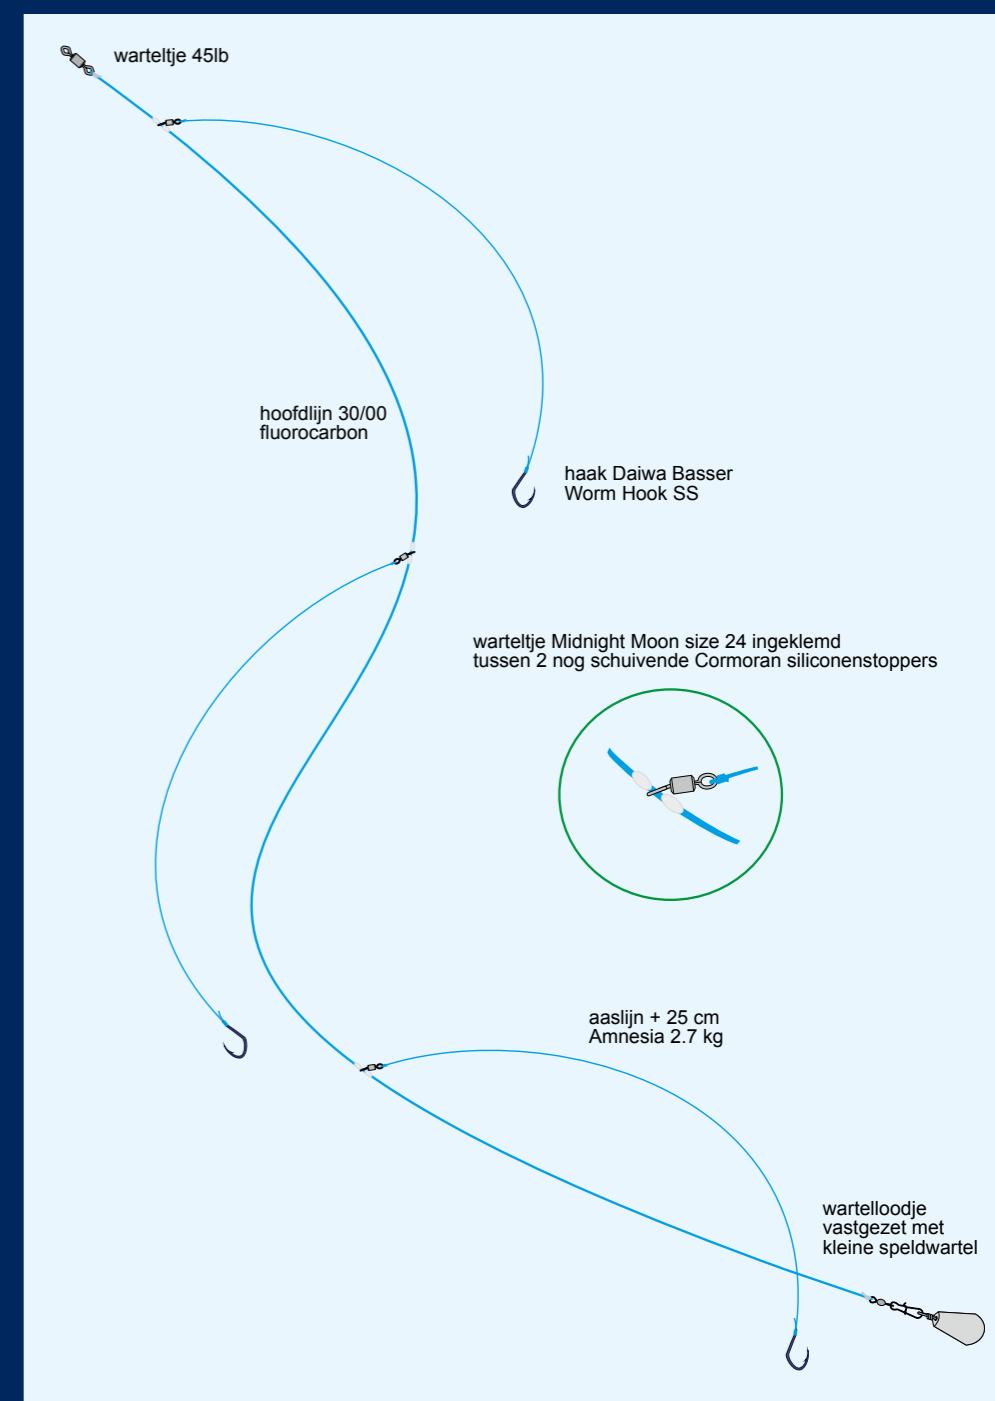 warteltje 45lb
hoofdlijn 30/00
fluorocarbon
haak Daiwa Basser
Worm Hook SS
warteltje Midnight Moon size 24 ingeklemd
tussen 2 nog schuivende Cormoran siliconenstoppers
aaslijn + 25 cm
Amnesia 2.7 kg
wartelloodje
vastgezet met
kleine speldwartel